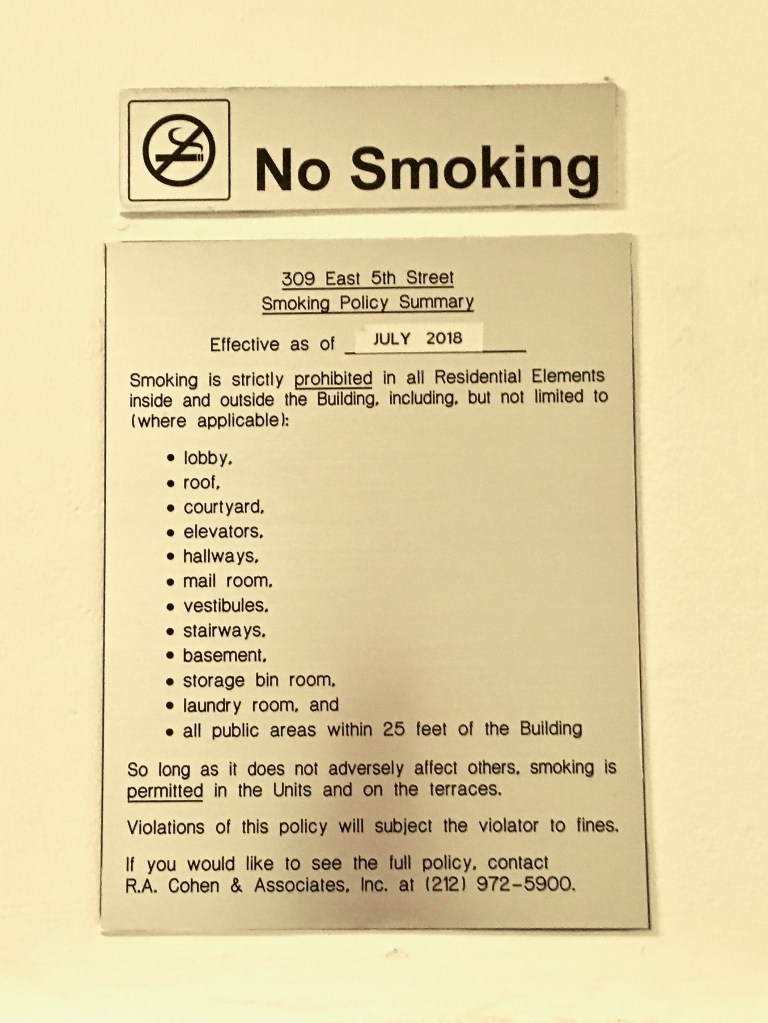 No Smoking
309 East 5th Street
Smoking Policy Summary
Effective as of JULY 2018
Smoking is strictly prohibited in all Residential Elements
inside and outside the Building, including, but not limited to
(where applicable):
• lobby,
• roof,
• courtyard,
• elevators,
• hallways,
• mail room,
• vestibules,
• stairways,
• basement,
• storage bin room,
• laundry room, and
• all public areas within 25 feet of the Building
So long as it does not adversely affect others, smoking is
permitted in the Units and on the terraces.
Violations of this policy will subject the violator to fines.
If you would like to see the full policy, contact
R.A. Cohen & Associates, Inc. at (212) 972-5900.